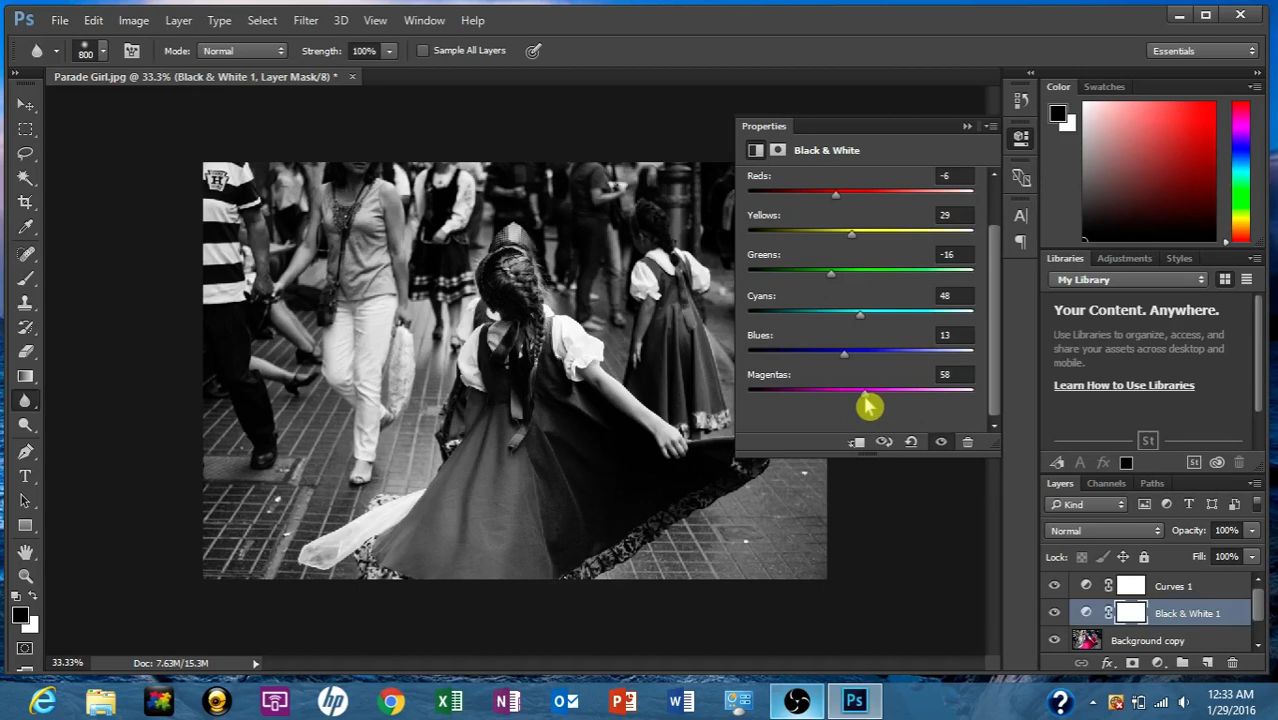 Ps File Edit Image Layer Type Select Filter 3D View Window Help
800 Mode: Normal Strength: 100% Sample All Layers Essentials
Parade Girl.jpg @ 33.3% (Black & White 1, Layer Mask/8) *
Color Swatches
Properties
Black & White
Reds: -6
Yellows: 29
Greens: -16
Cyans: 48
Blues: 13
Magentas: 58
Libraries Adjustments Styles
My Library
Your Content. Anywhere.
Use Libraries to organize, access, and
share your assets across desktop and
mobile.
Learn How to Use Libraries
St
Layers Channels Paths
Kind
Normal Opacity: 100%
Lock: Fill: 100%
Curves 1
Black & White 1
Background copy
33.33% Doc: 7.63M/15.3M
12:33 AM
1/29/2016